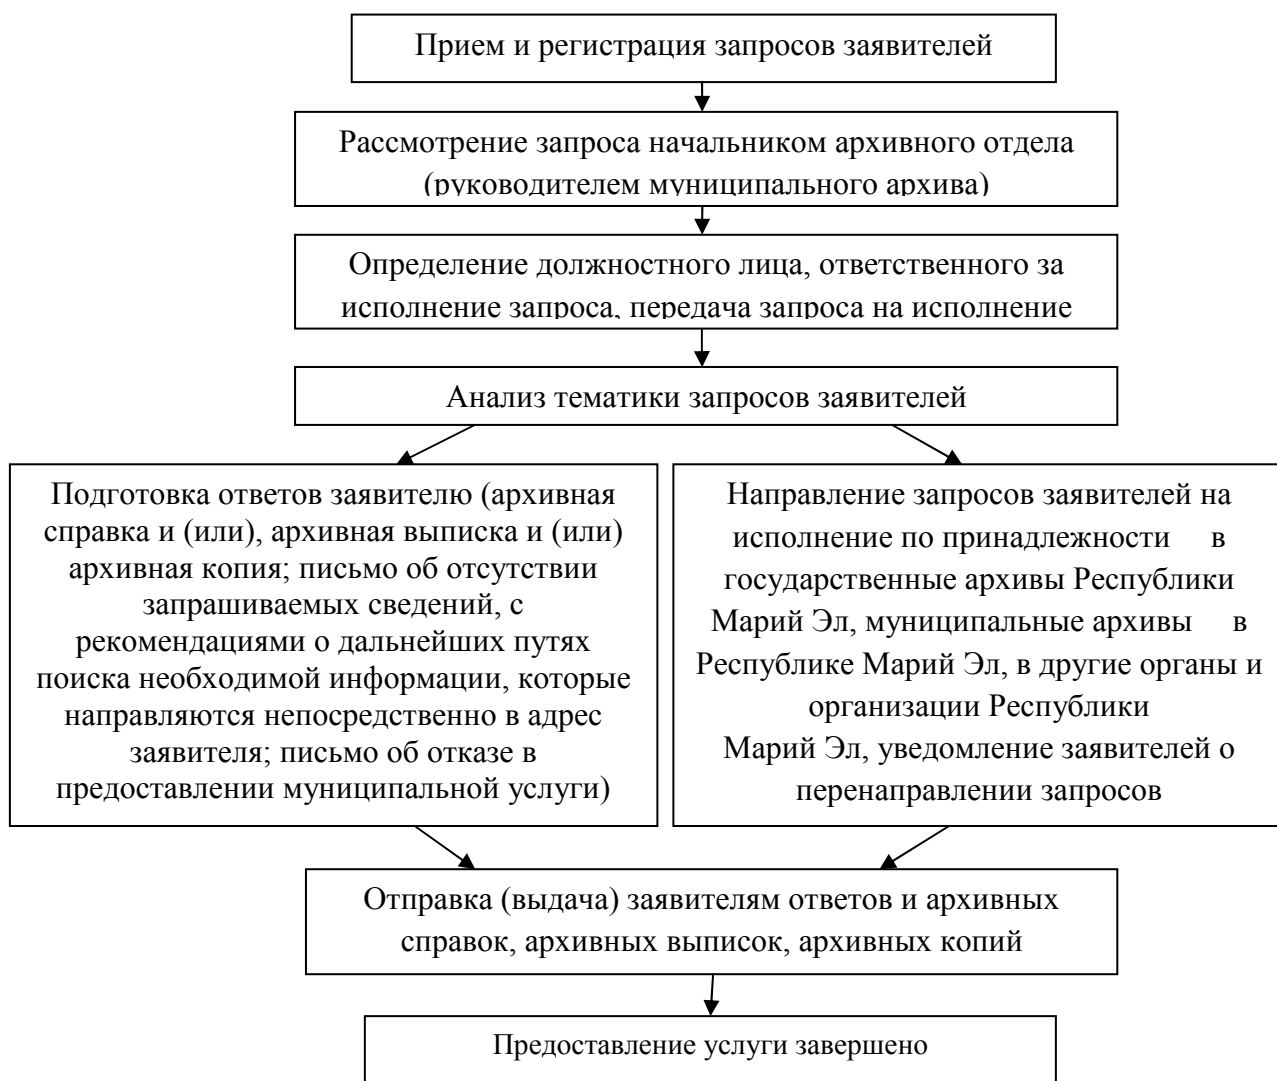 Прием и регистрация запросов заявителей
Рассмотрение запроса начальником архивного отдела
(руководителем муниципального архива)
Определение должностного лица, ответственного за
исполнение запроса, передача запроса на исполнение
Анализ тематики запросов заявителей
Подготовка ответов заявителю (архивная
справка и (или), архивная выписка и (или)
архивная копия; письмо об отсутствии
запрашиваемых сведений, с
рекомендациями о дальнейших путях
поиска необходимой информации, которые
направляются непосредственно в адрес
заявителя; письмо об отказе в
предоставлении муниципальной услуги)
Направление запросов заявителей на
исполнение по принадлежности в
государственные архивы Республики
Марий Эл, муниципальные архивы в
Республике Марий Эл, в другие органы и
организации Республики
Марий Эл, уведомление заявителей о
перенаправлении запросов
Отправка (выдача) заявителям ответов и архивных
справок, архивных выписок, архивных копий
Предоставление услуги завершено